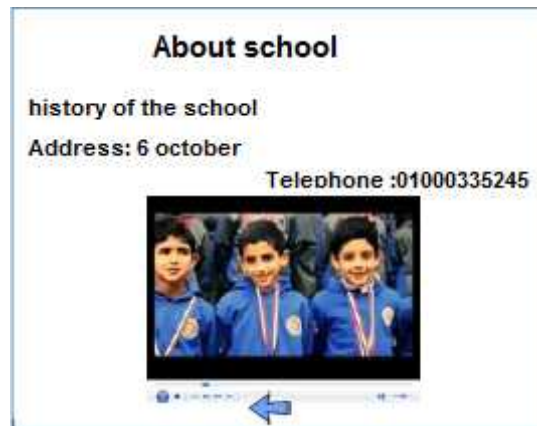 About school
history of the school
Address: 6 october
Telephone :01000335245